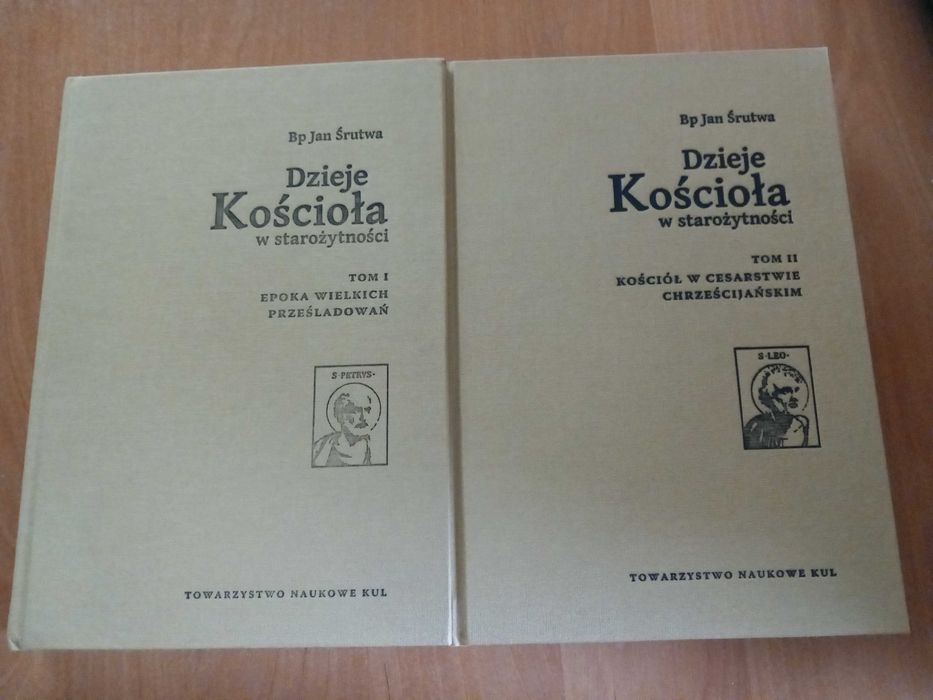 Bp Jan Śrutwa
Dzieje
Kościoła
w starożytności
TOM I
EPOKA WIELKICH
PRZEŚLADOWAŃ
S·PETRVS·
TOWARZYSTWO NAUKOWE KUL
Bp Jan Śrutwa
Dzieje
Kościoła
w starożytności
TOM II
KOŚCIÓŁ W CESARSTWIE
CHRZEŚCIJAŃSKIM
S·LEO·
TOWARZYSTWO NAUKOWE KUL